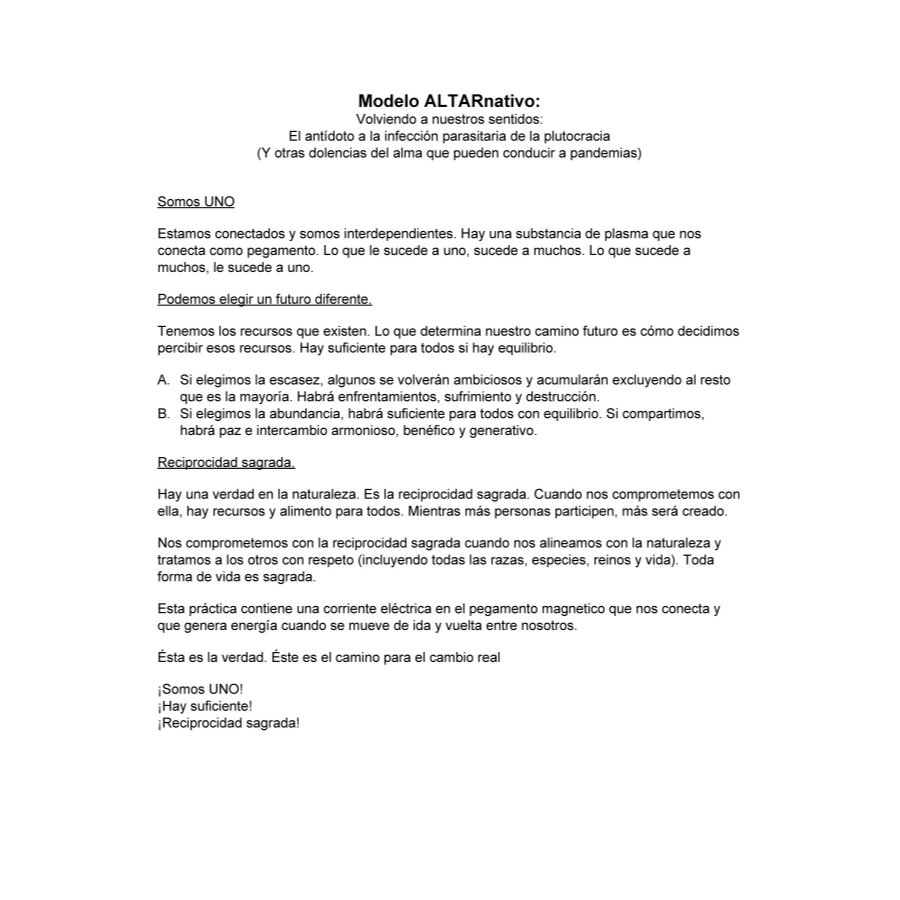 Modelo ALTARnativo:
Volviendo a nuestros sentidos:
El antídoto a la infección parasitaria de la plutocracia
(Y otras dolencias del alma que pueden conducir a pandemias)
Somos UNO
Estamos conectados y somos interdependientes. Hay una substancia de plasma que nos
conecta como pegamento. Lo que le sucede a uno, sucede a muchos. Lo que sucede a
muchos, le sucede a uno.
Podemos elegir un futuro diferente.
Tenemos los recursos que existen. Lo que determina nuestro camino futuro es cómo decidimos
percibir esos recursos. Hay suficiente para todos si hay equilibrio.
A. Si elegimos la escasez, algunos se volverán ambiciosos y acumularán excluyendo al resto
que es la mayoría. Habrá enfrentamientos, sufrimiento y destrucción.
B. Si elegimos la abundancia, habrá suficiente para todos con equilibrio. Si compartimos,
habrá paz e intercambio armonioso, benéfico y generativo.
Reciprocidad sagrada.
Hay una verdad en la naturaleza. Es la reciprocidad sagrada. Cuando nos comprometemos con
ella, hay recursos y alimento para todos. Mientras más personas participen, más será creado.
Nos comprometemos con la reciprocidad sagrada cuando nos alineamos con la naturaleza y
tratamos a los otros con respeto (incluyendo todas las razas, especies, reinos y vida). Toda
forma de vida es sagrada.
Esta práctica contiene una corriente eléctrica en el pegamento magnetico que nos conecta y
que genera energía cuando se mueve de ida y vuelta entre nosotros.
Ésta es la verdad. Éste es el camino para el cambio real
¡Somos UNO!
¡Hay suficiente!
¡Reciprocidad sagrada!